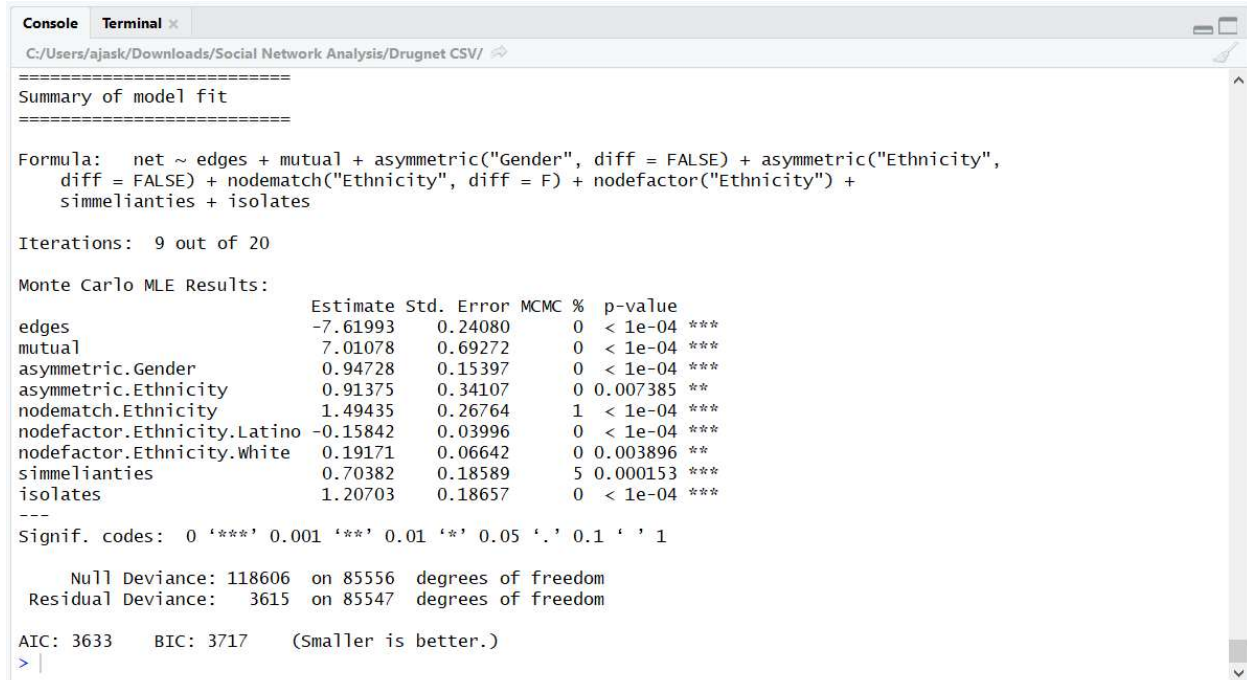 Console Terminal
C:/Users/ajask/Downloads/Social Network Analysis/Drugnet CSV/
==========================
Summary of model fit
==========================
Formula:   net ~ edges + mutual + asymmetric("Gender", diff = FALSE) + asymmetric("Ethnicity",
    diff = FALSE) + nodematch("Ethnicity", diff = F) + nodefactor("Ethnicity") +
    simmelianties + isolates
Iterations:  9 out of 20
Monte Carlo MLE Results:
                            Estimate Std. Error MCMC %  p-value
edges                       -7.61993    0.24080      0  < 1e-04 ***
mutual                       7.01078    0.69272      0  < 1e-04 ***
asymmetric.Gender            0.94728    0.15397      0  < 1e-04 ***
asymmetric.Ethnicity         0.91375    0.34107      0 0.007385 **
nodematch.Ethnicity          1.49435    0.26764      1  < 1e-04 ***
nodefactor.Ethnicity.Latino -0.15842    0.03996      0  < 1e-04 ***
nodefactor.Ethnicity.White   0.19171    0.06642      0 0.003896 **
simmelianties                0.70382    0.18589      5 0.000153 ***
isolates                     1.20703    0.18657      0  < 1e-04 ***
---
Signif. codes:  0 ‘***’ 0.001 ‘**’ 0.01 ‘*’ 0.05 ‘.’ 0.1 ‘ ’ 1
     Null Deviance: 118606  on 85556  degrees of freedom
 Residual Deviance:   3615  on 85547  degrees of freedom
AIC: 3633    BIC: 3717    (Smaller is better.)
>